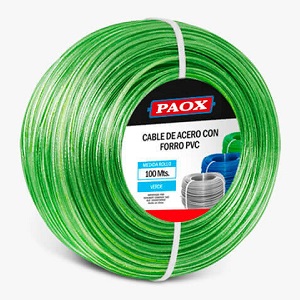 PAOX
CABLE DE ACERO CON
FORRO PVC
MEDIDA ROLLO
100 Mts.
VERDE